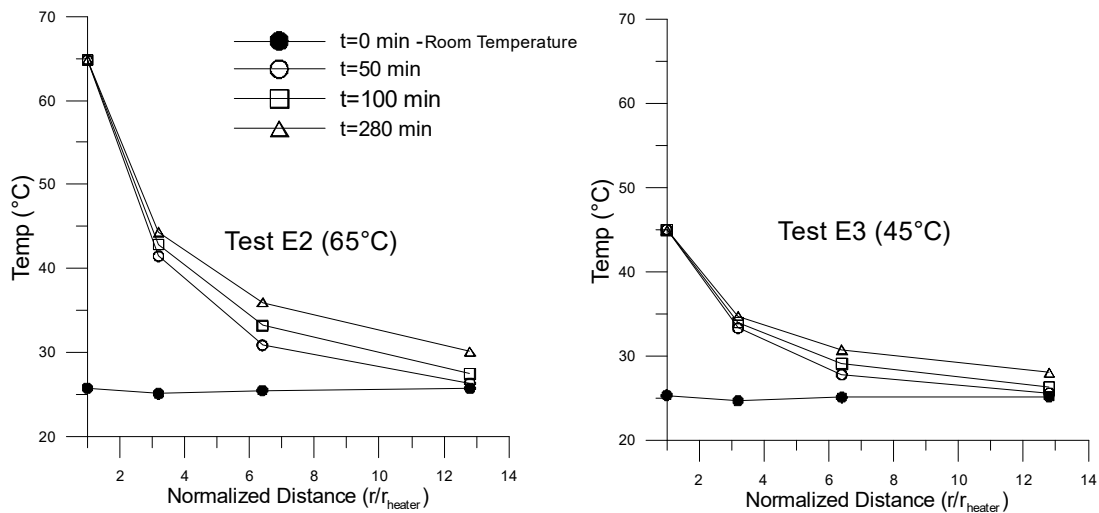 70
60
50
40
30
20
Temp (°C)
t=0 min -Room Temperature
t=50 min
t=100 min
t=280 min
Test E2 (65°C)
2 4 6 8 10 12 14
Normalized Distance (r/rheater)
70
60
50
40
30
20
Temp (°C)
Test E3 (45°C)
2 4 6 8 10 12 14
Normalized Distance (r/rheater)